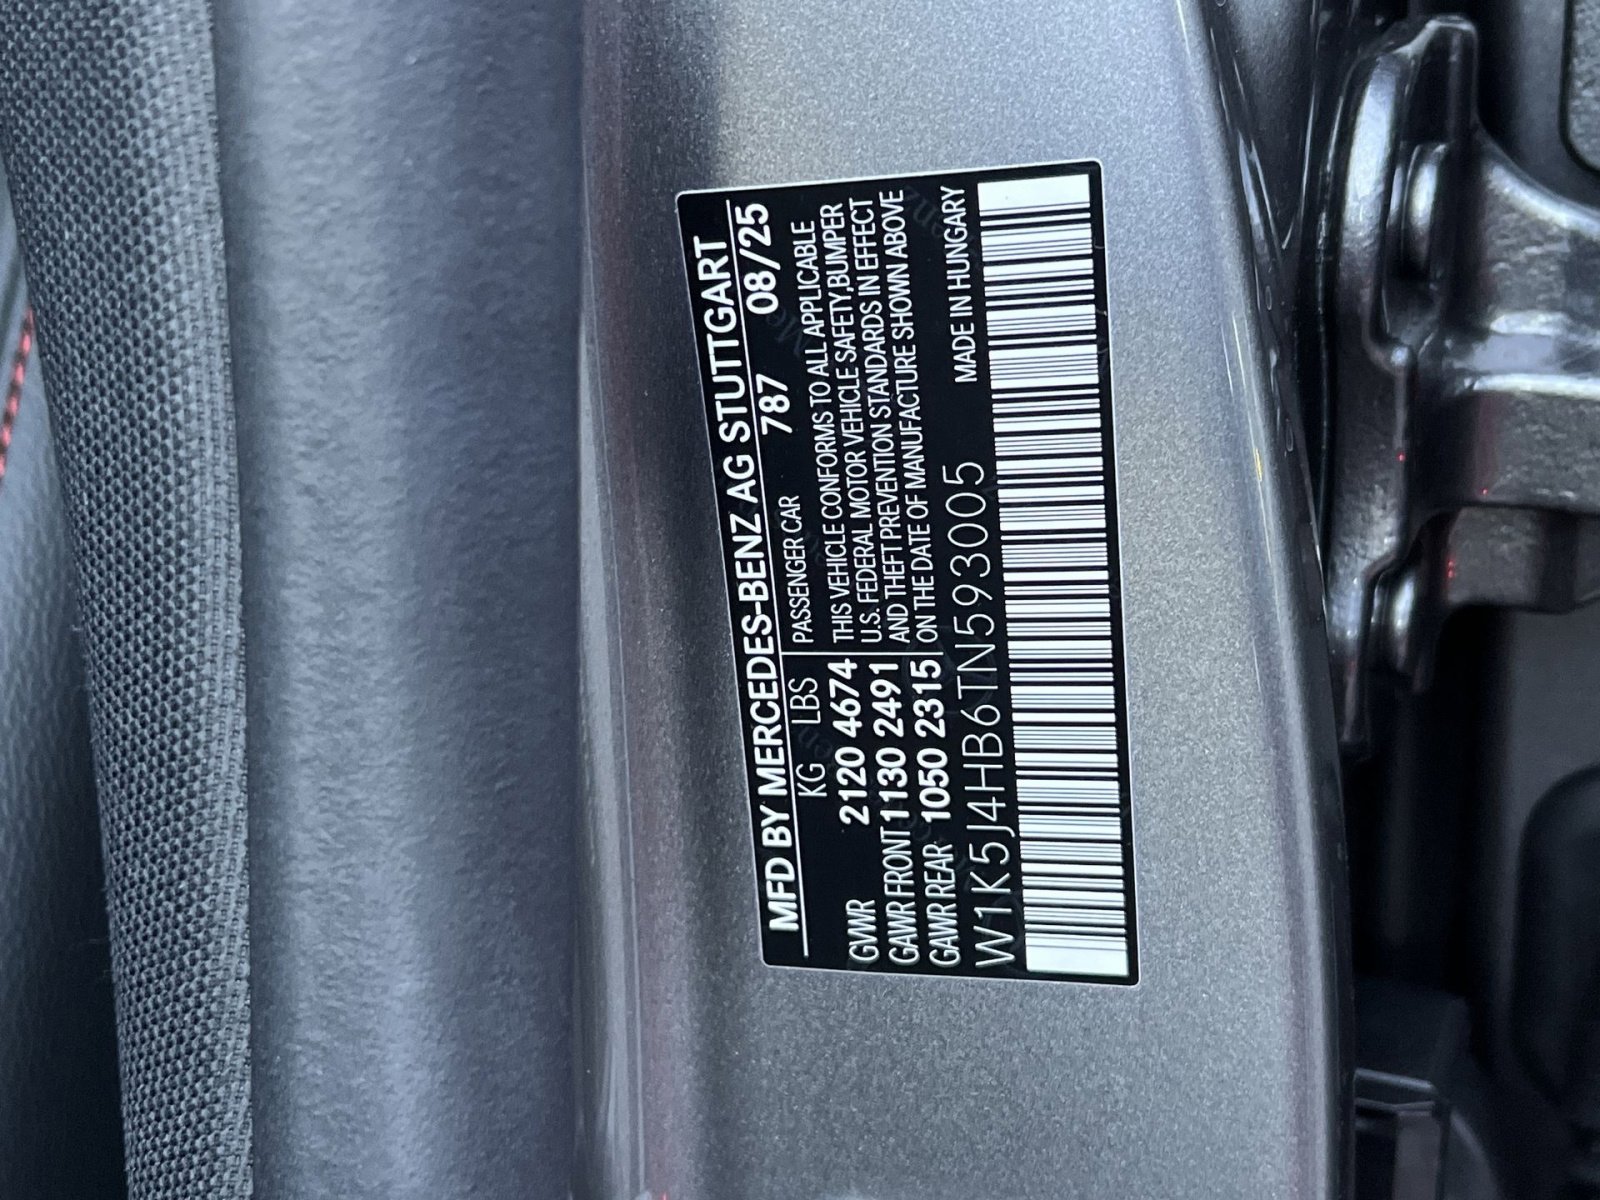 MFD BY MERCEDES-BENZ AG STUTTGART
KG LBS PASSENGER CAR 787 08/25
GVWR 2120 4674 THIS VEHICLE CONFORMS TO ALL APPLICABLE
GAWR FRONT 1130 2491 U.S. FEDERAL MOTOR VEHICLE SAFETY,BUMPER
GAWR REAR 1050 2315 AND THEFT PREVENTION STANDARDS IN EFFECT
ON THE DATE OF MANUFACTURE SHOWN ABOVE
W1K5J4HB6TN593005 MADE IN HUNGARY